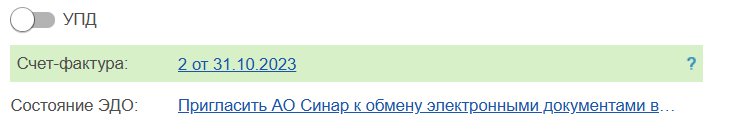 УПД
Счет-фактура: 2 от 31.10.2023 ?
Состояние ЭДО: Пригласить АО Синар к обмену электронными документами в...